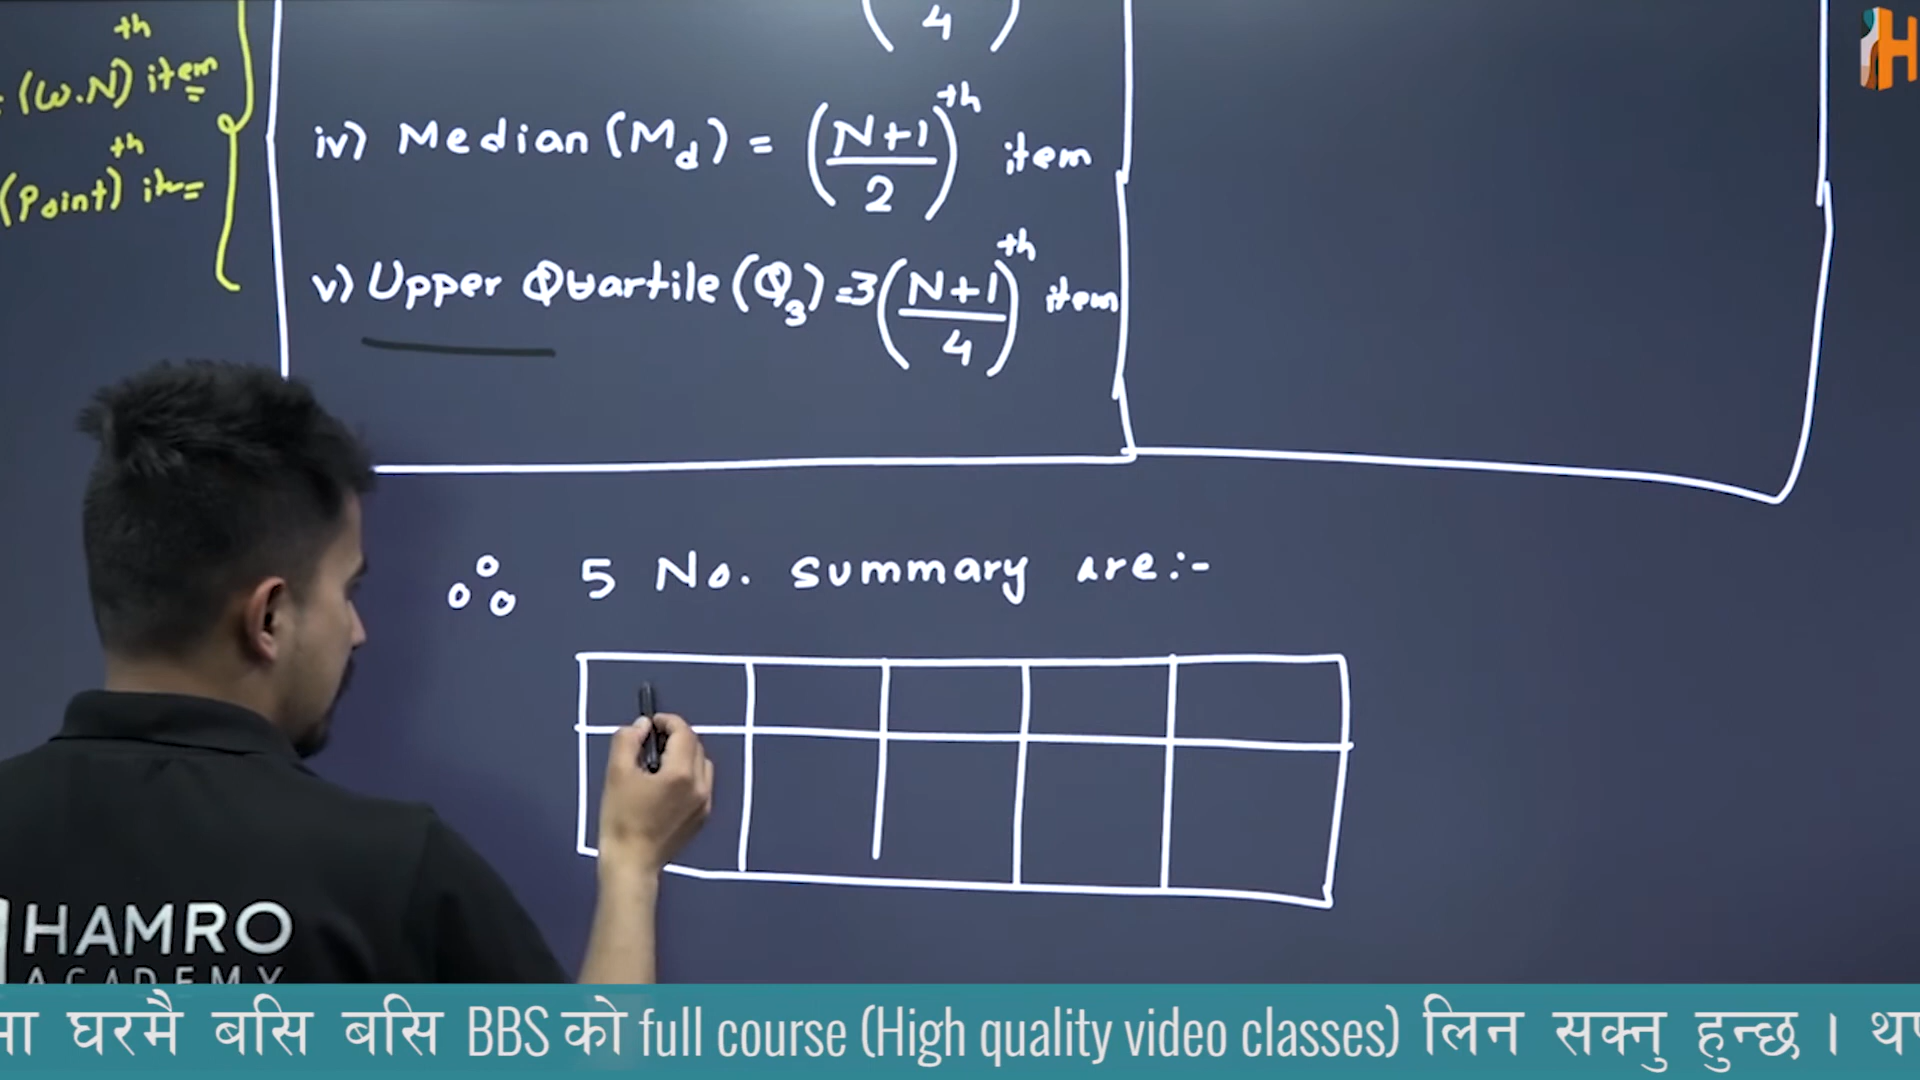 th
(W.N) item
th
(Point) item
4
iv) Median (Md) = (N+1/2)th item
v) Upper Quartile (Q3) = 3(N+1/4)th item
5 No. summary are:-
HAMRO
ACADEMY
H
घरमै बसि बसि BBS को full course (High quality video classes) लिन सक्नु हुन्छ ।